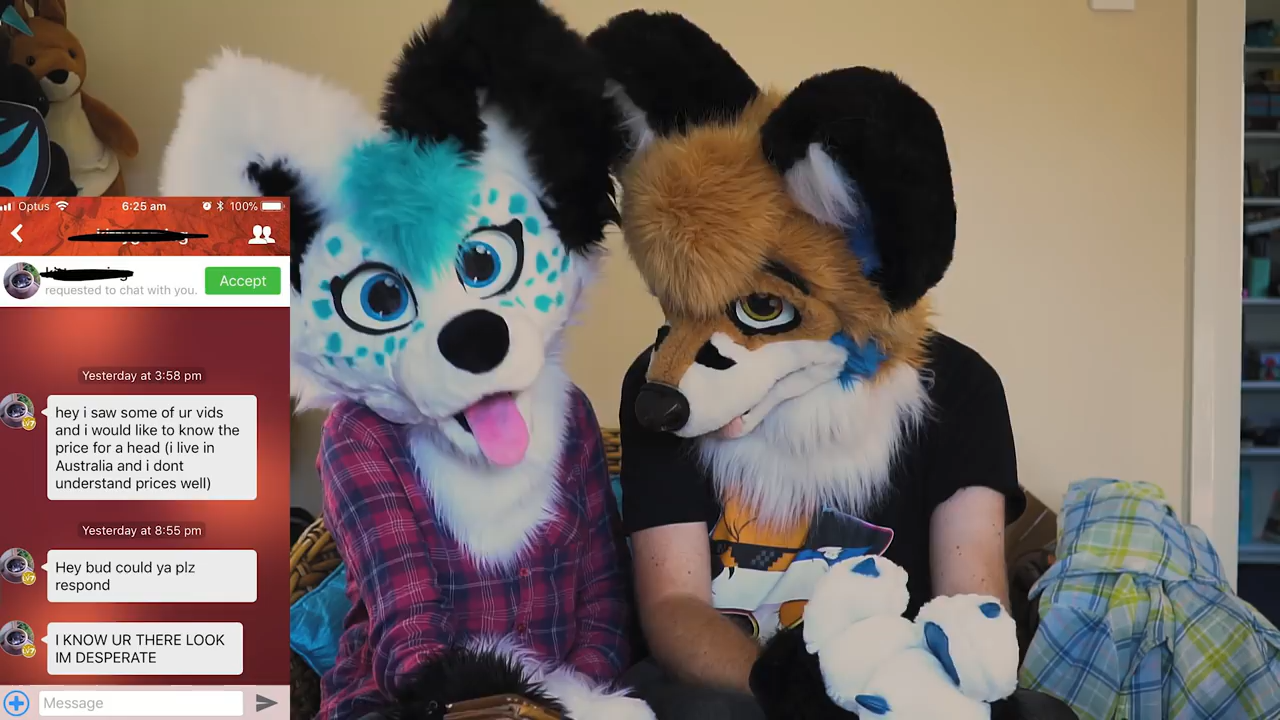 Optus 6:25 am 100%
requested to chat with you.
Accept
Yesterday at 3:58 pm
hey i saw some of ur vids
and i would like to know the
price for a head (i live in
Australia and i dont
understand prices well)
Yesterday at 8:55 pm
Hey bud could ya plz
respond
I KNOW UR THERE LOOK
IM DESPERATE
Message